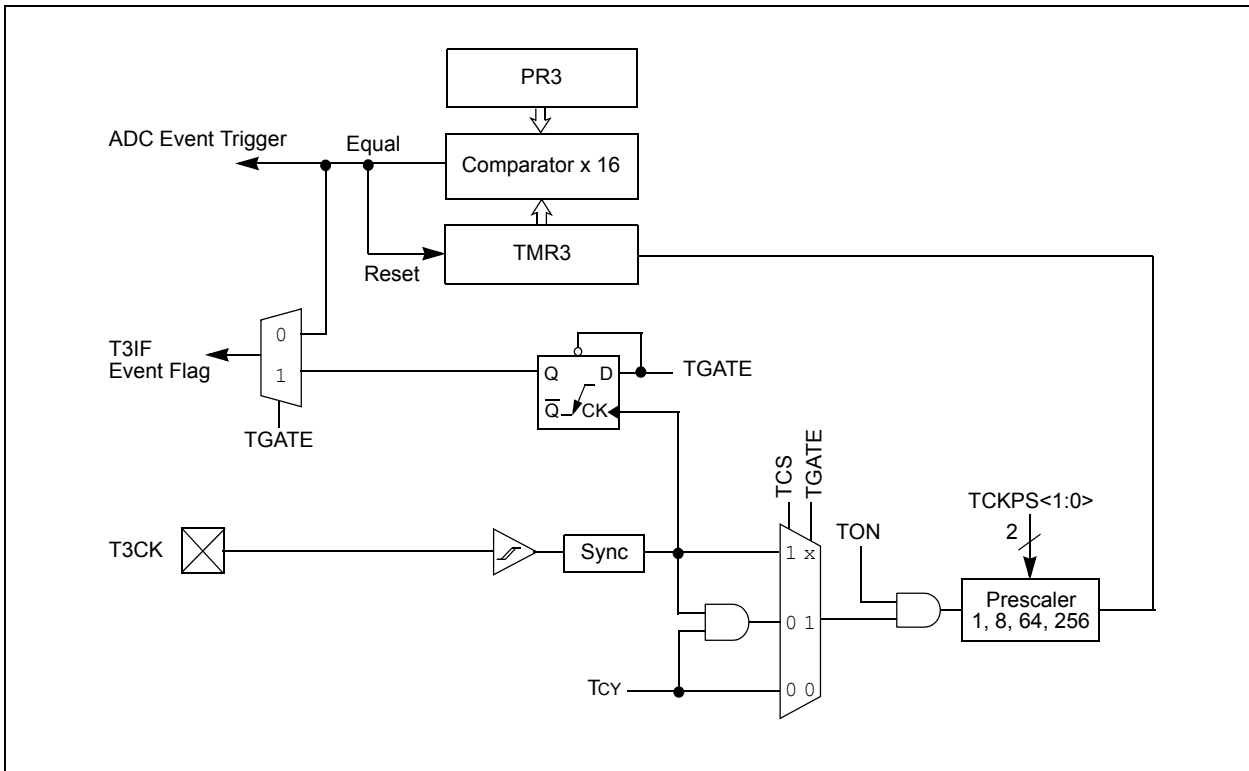 PR3
ADC Event Trigger
Equal
Comparator x 16
TMR3
Reset
0
T3IF
Event Flag
1
TGATE
Q
D
TGATE
Q̅
CK
TCS
TGATE
TCKPS<1:0>
2
T3CK
Sync
1 x
TON
Prescaler
1, 8, 64, 256
0 1
TCY
0 0